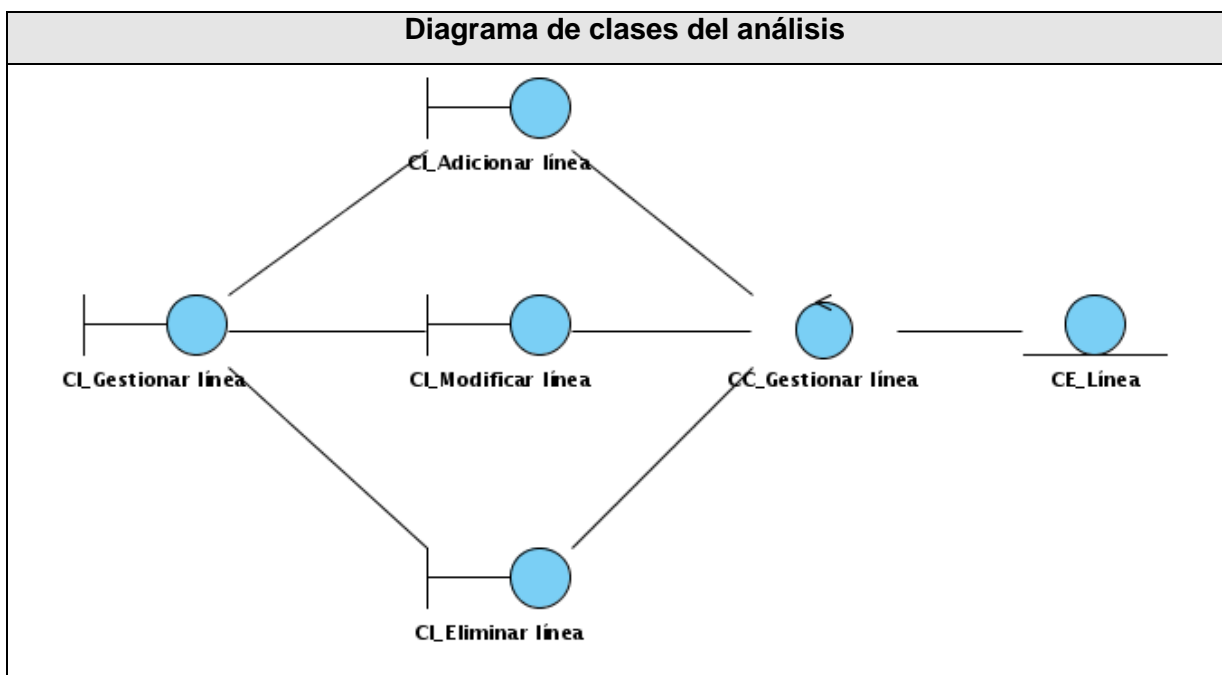 Diagrama de clases del análisis
CI_Adicionar línea
CI_Gestionar línea
CI_Modificar línea
CC_Gestionar línea
CE_Línea
CI_Eliminar línea